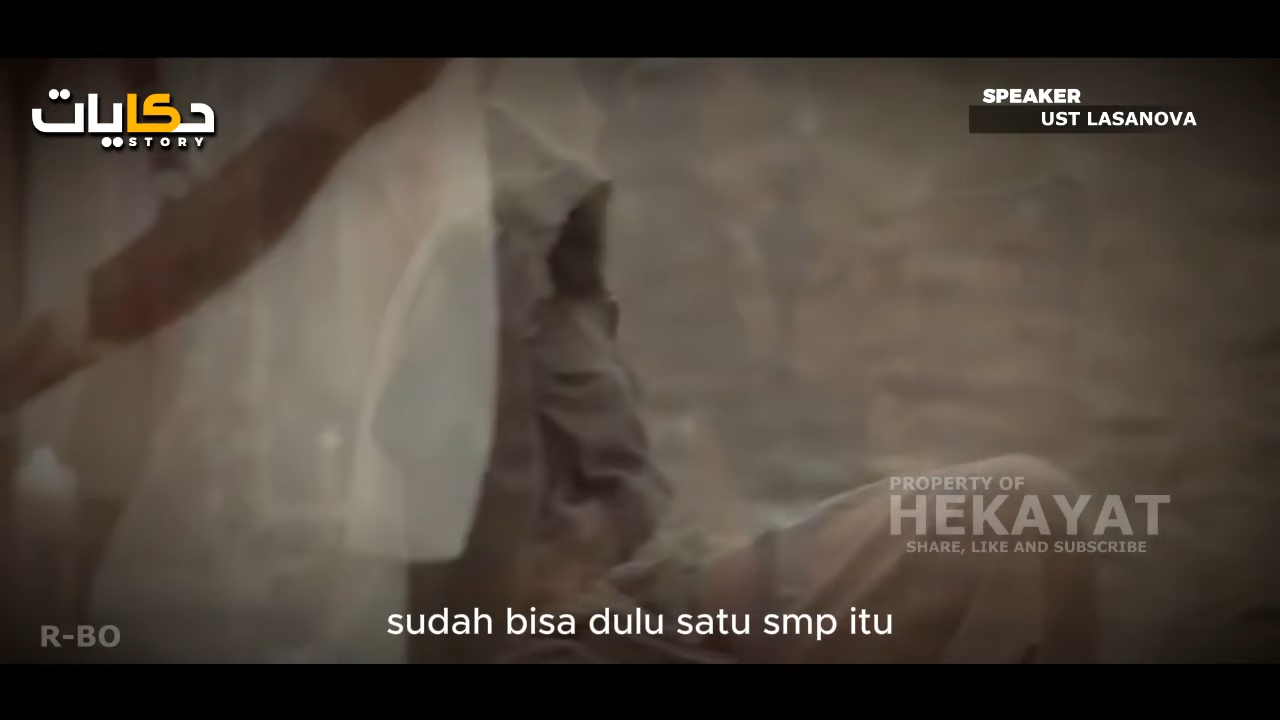 حكايات
STORY
SPEAKER
UST LASANOVA
PROPERTY OF
HEKAYAT
SHARE, LIKE AND SUBSCRIBE
sudah bisa dulu satu smp itu
R-BO